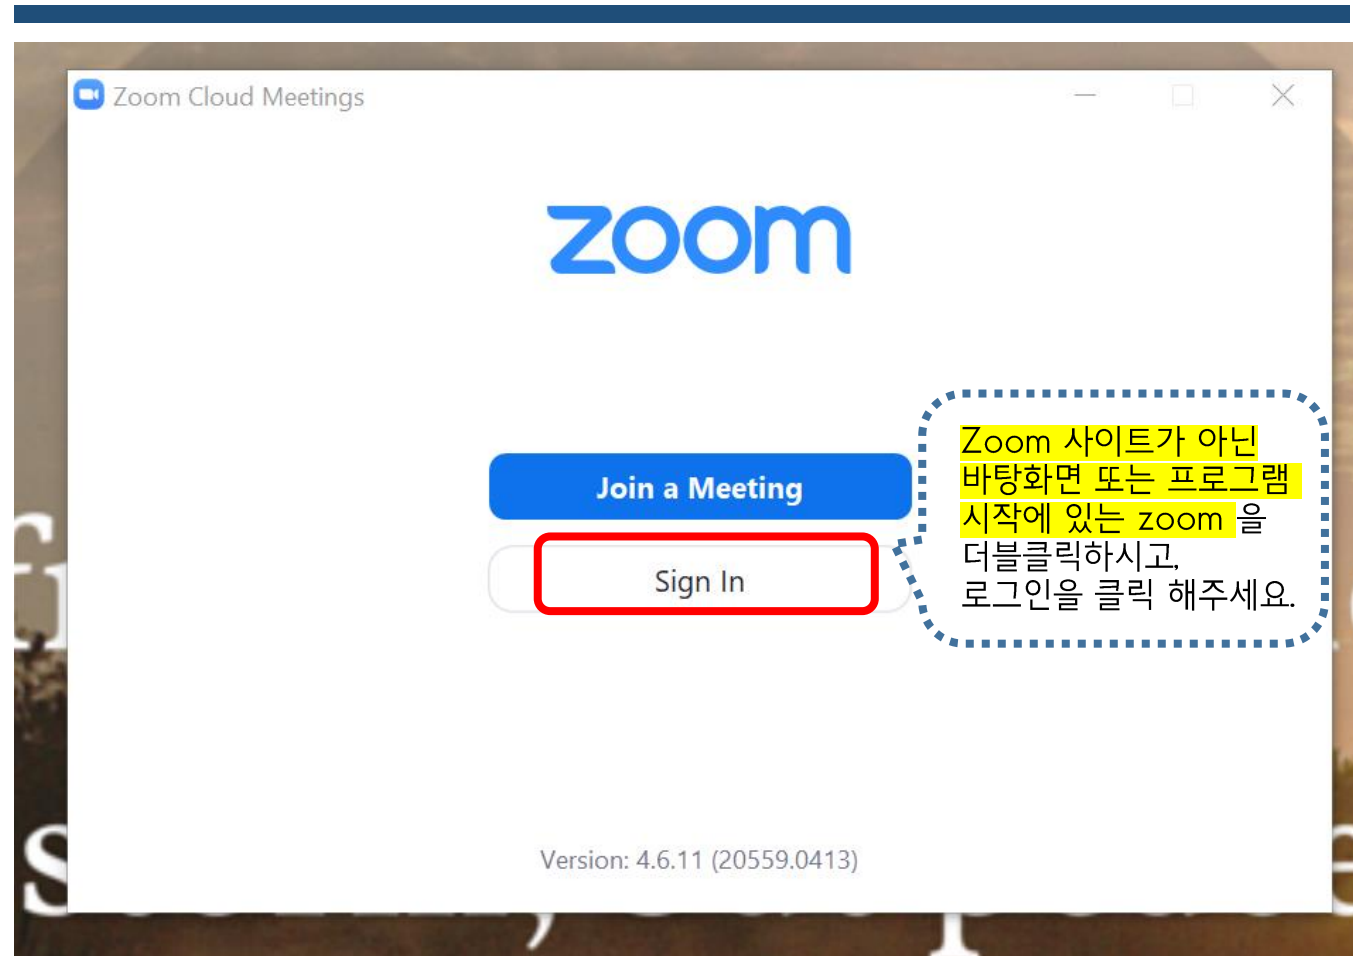 Zoom Cloud Meetings
zoom
Join a Meeting
Sign In
Zoom 사이트가 아닌
바탕화면 또는 프로그램
시작에 있는 zoom 을
더블클릭하시고,
로그인을 클릭 해주세요.
Version: 4.6.11 (20559.0413)